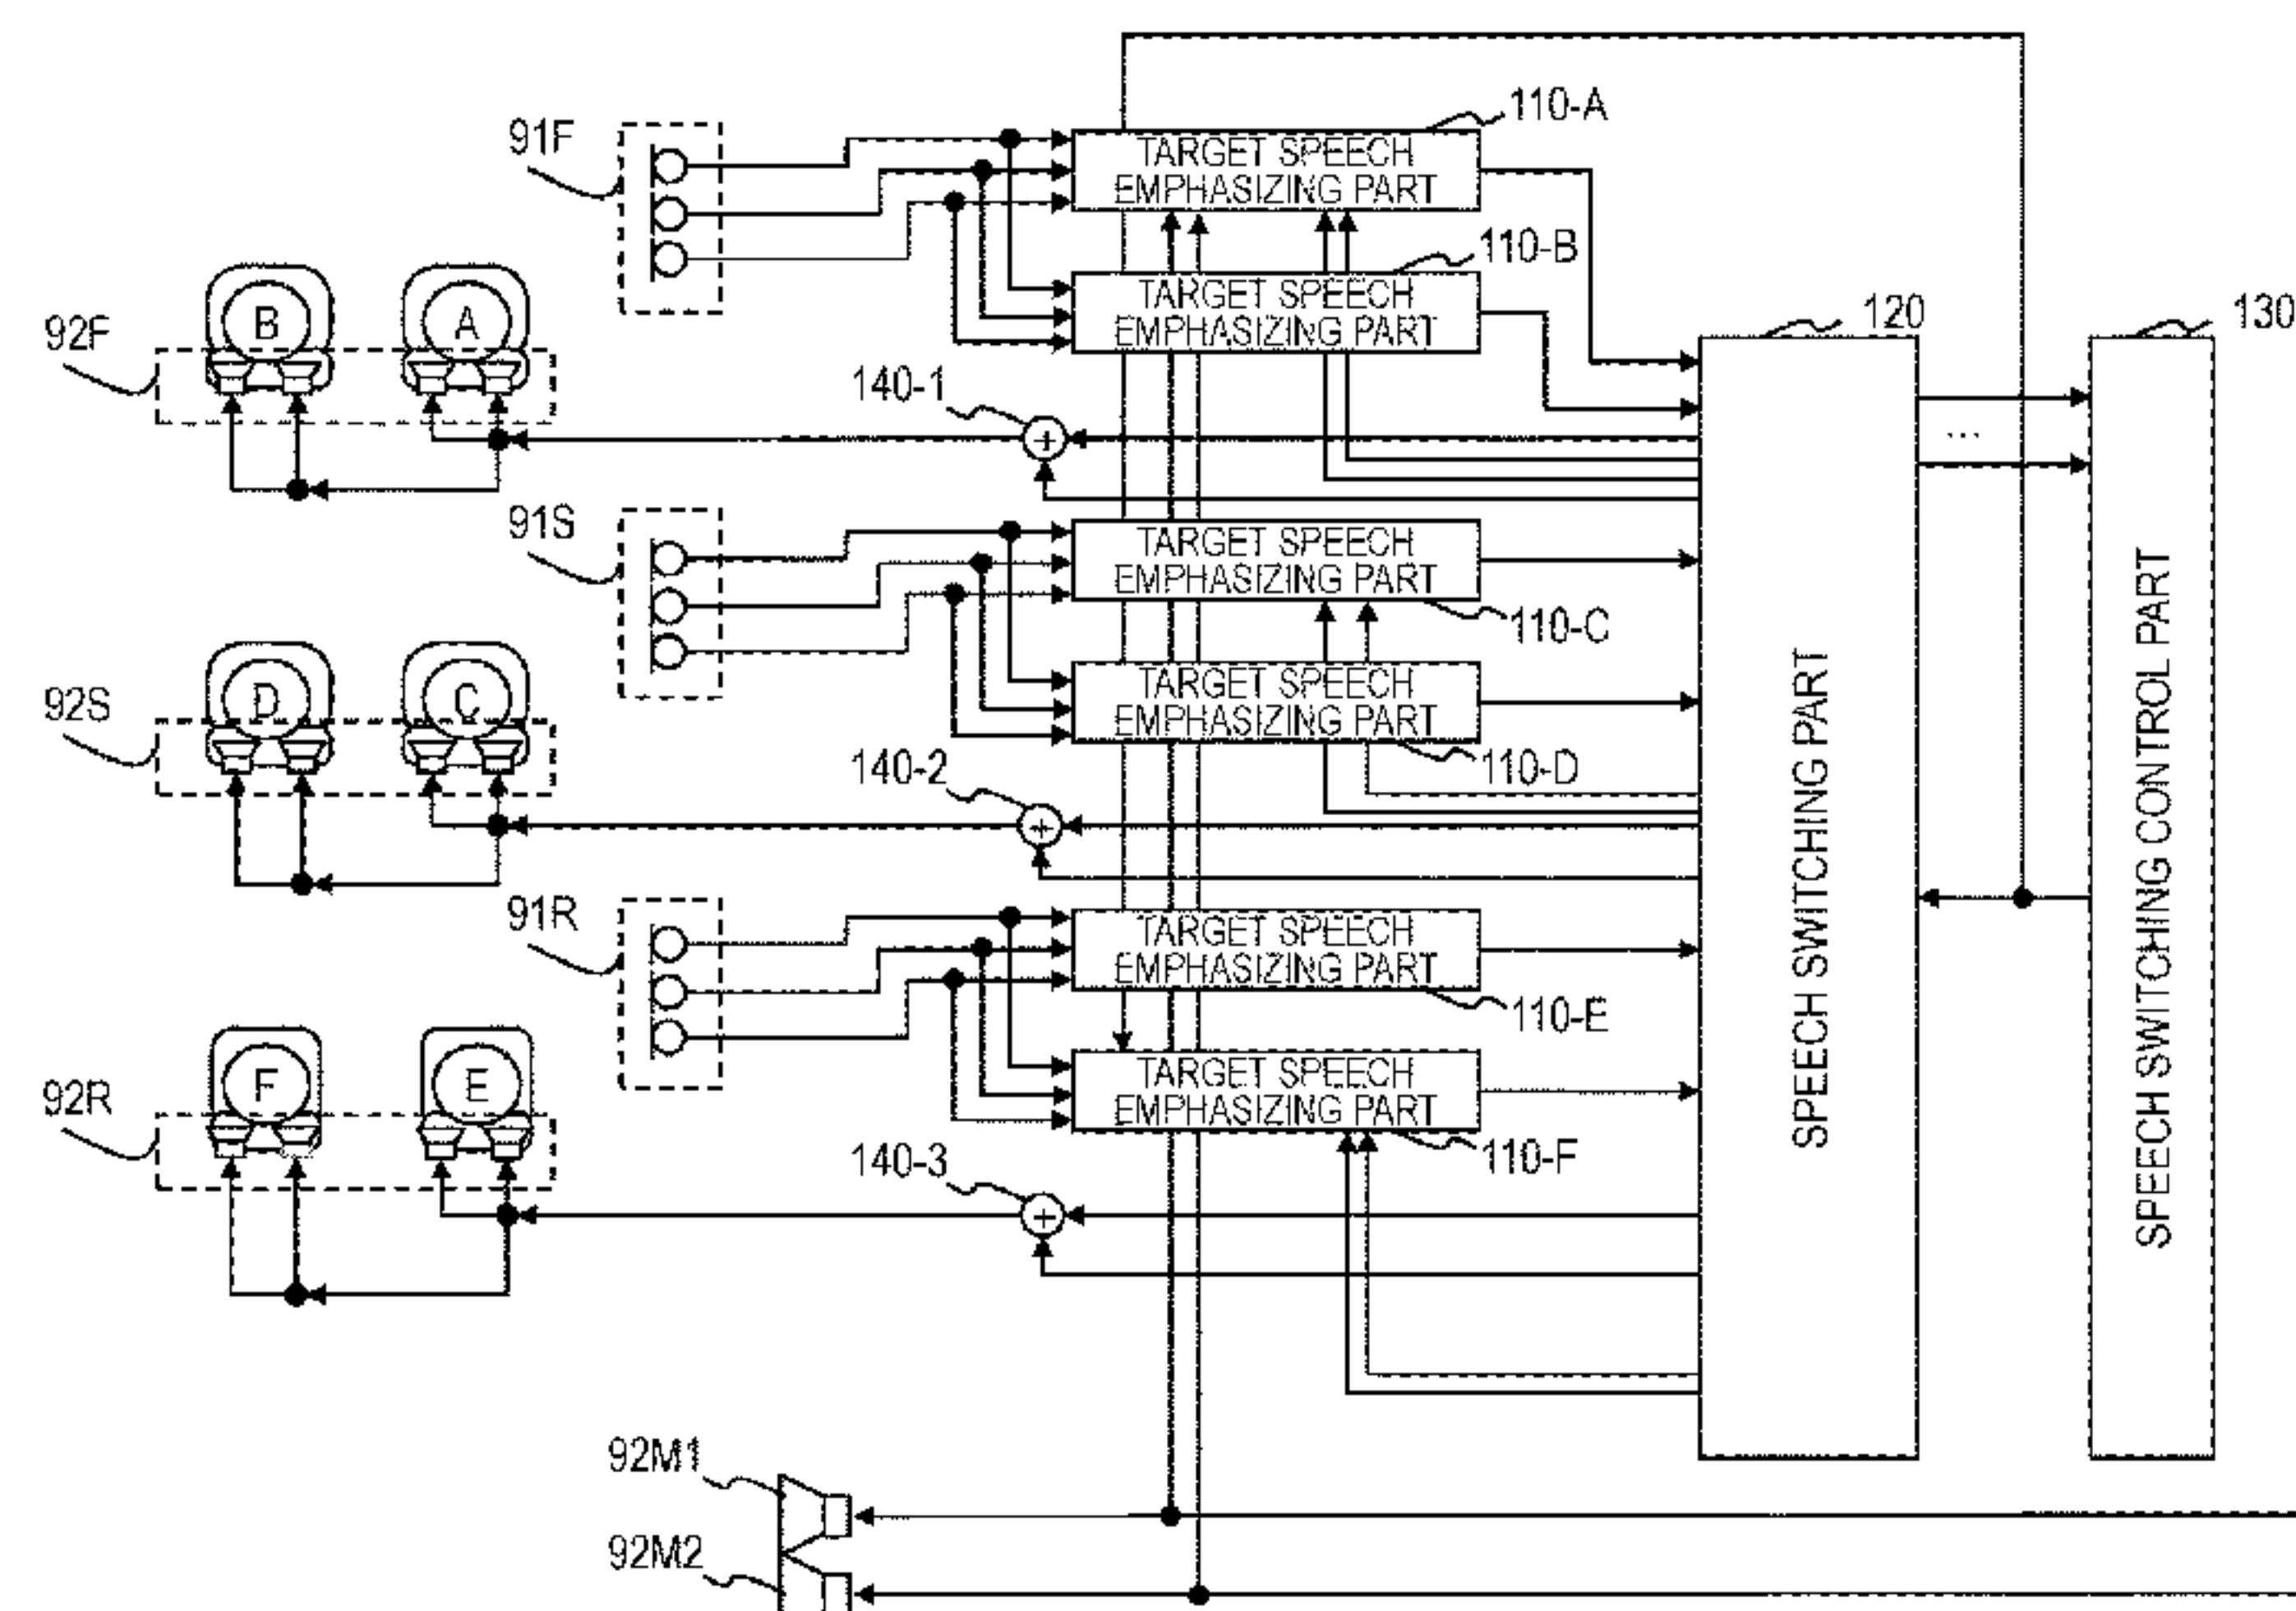 91F
TARGET SPEECH
EMPHASIZING PART
110-A
TARGET SPEECH
EMPHASIZING PART
110-B
92F
B
A
140-1
+
120
130
...
91S
TARGET SPEECH
EMPHASIZING PART
110-C
TARGET SPEECH
EMPHASIZING PART
110-D
92S
D
C
140-2
+
SPEECH SWITCHING PART
SPEECH SWITCHING CONTROL PART
91R
TARGET SPEECH
EMPHASIZING PART
110-E
TARGET SPEECH
EMPHASIZING PART
110-F
92R
F
E
140-3
+
92M1
92M2